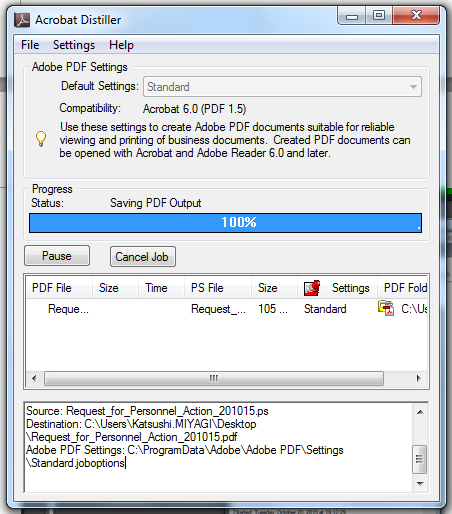 Acrobat Distiller
File Settings Help
Adobe PDF Settings
Default Settings: Standard
Compatibility: Acrobat 6.0 (PDF 1.5)
Use these settings to create Adobe PDF documents suitable for reliable
viewing and printing of business documents. Created PDF documents can
be opened with Acrobat and Adobe Reader 6.0 and later.
Progress
Status: Saving PDF Output
100%
Pause Cancel Job
PDF File Size Time PS File Size Settings PDF Fold
Reque... Request_... 105 ... Standard C:\Us
Source: Request_for_Personnel_Action_201015.ps
Destination: C:\Users\Katsushi.MIYAGI\Desktop
\Request_for_Personnel_Action_201015.pdf
Adobe PDF Settings: C:\ProgramData\Adobe\Adobe PDF\Settings
\Standard.joboptions